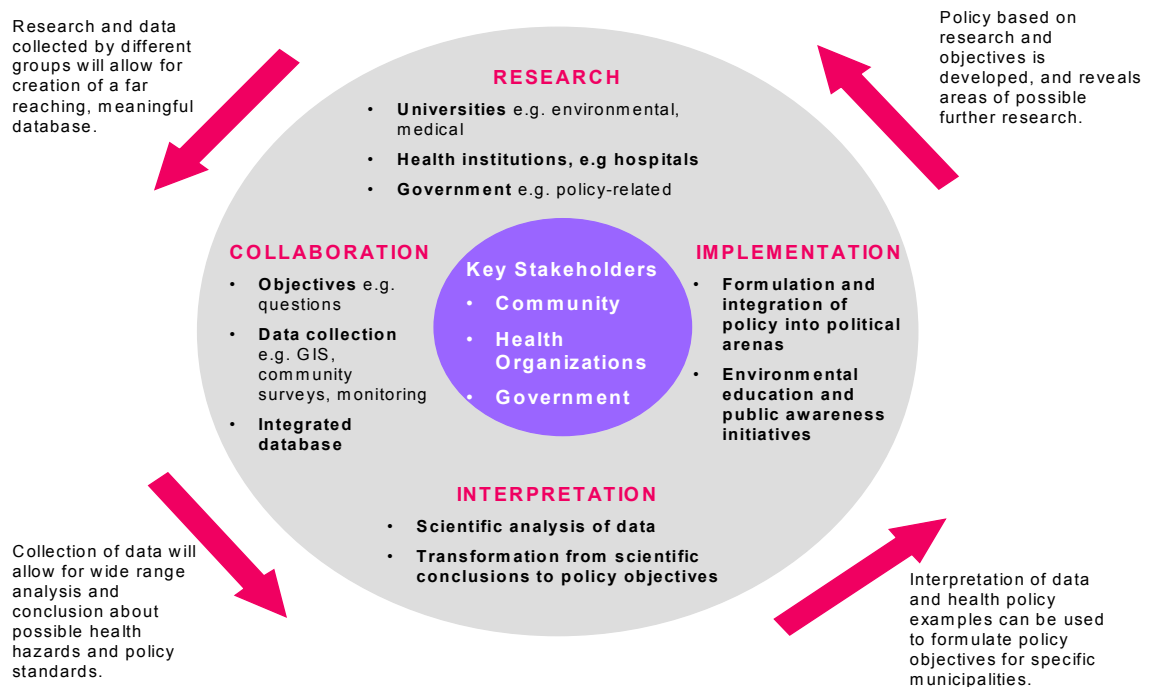 Research and data
collected by different
groups will allow for
creation of a far
reaching, meaningful
database.
Policy based on
research and
objectives is
developed, and reveals
areas of possible
further research.
RESEARCH
• Universities e.g. environmental,
medical
• Health institutions, e.g hospitals
• Government e.g. policy-related
COLLABORATION
• Objectives e.g.
questions
• Data collection
e.g. GIS,
community
surveys, monitoring
• Integrated
database
Key Stakeholders
• Community
• Health
Organizations
• Government
IMPLEMENTATION
• Formulation and
integration of
policy into political
arenas
• Environmental
education and
public awareness
initiatives
INTERPRETATION
• Scientific analysis of data
• Transformation from scientific
conclusions to policy objectives
Collection of data will
allow for wide range
analysis and
conclusion about
possible health
hazards and policy
standards.
Interpretation of data
and health policy
examples can be used
to formulate policy
objectives for specific
municipalities.